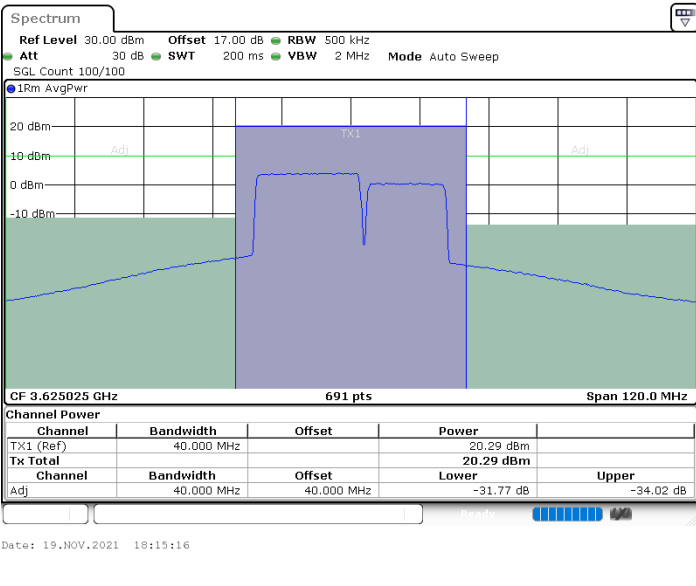 Spectrum
Ref Level 30.00 dBm Offset 17.00 dB RBW 500 kHz
Att 30 dB SWT 200 ms VBW 2 MHz Mode Auto Sweep
SGL Count 100/100
1Rm AvgPwr
20 dBm
TX1
Adj Adj
10 dBm
0 dBm
-10 dBm
CF 3.625025 GHz 691 pts Span 120.0 MHz
Channel Power
Channel Bandwidth Offset Power
TX1 (Ref) 40.000 MHz 20.29 dBm
Tx Total 20.29 dBm
Channel Bandwidth Offset Lower Upper
Adj 40.000 MHz 40.000 MHz -31.77 dB -34.02 dB
Ready
Date: 19.NOV.2021 18:15:16